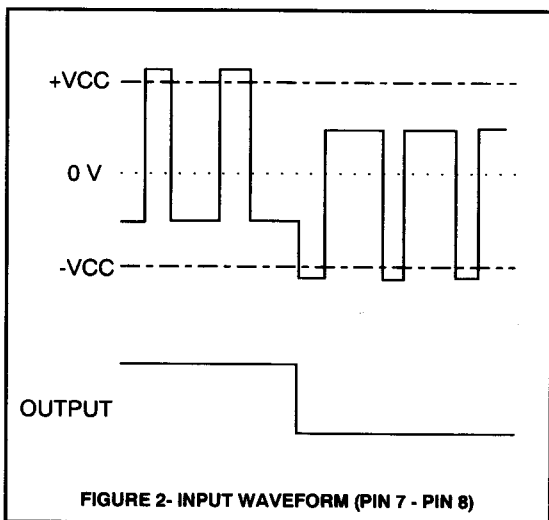 +VCC
0 V
-VCC
OUTPUT
FIGURE 2- INPUT WAVEFORM (PIN 7 - PIN 8)